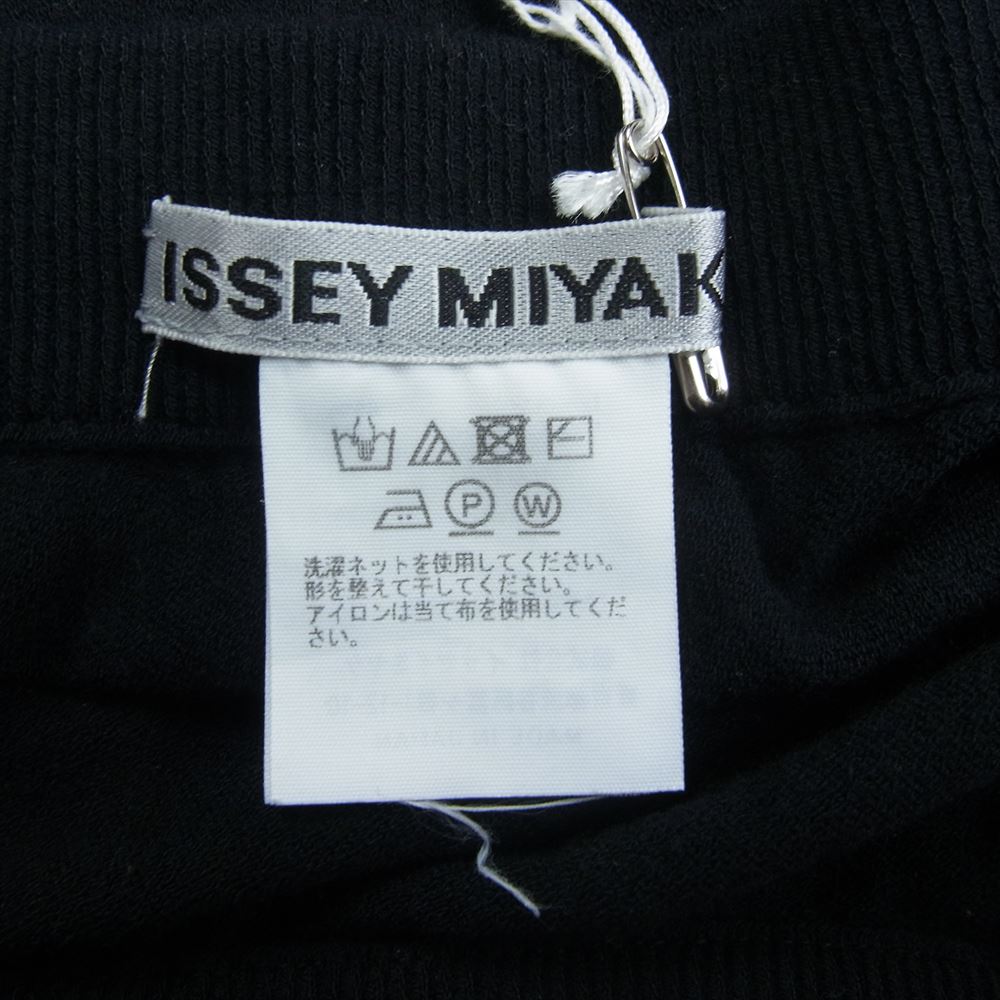 ISSEY MIYAK
P W
洗濯ネットを使用してください。
形を整えて干してください。
アイロンは当て布を使用してくだ
さい。